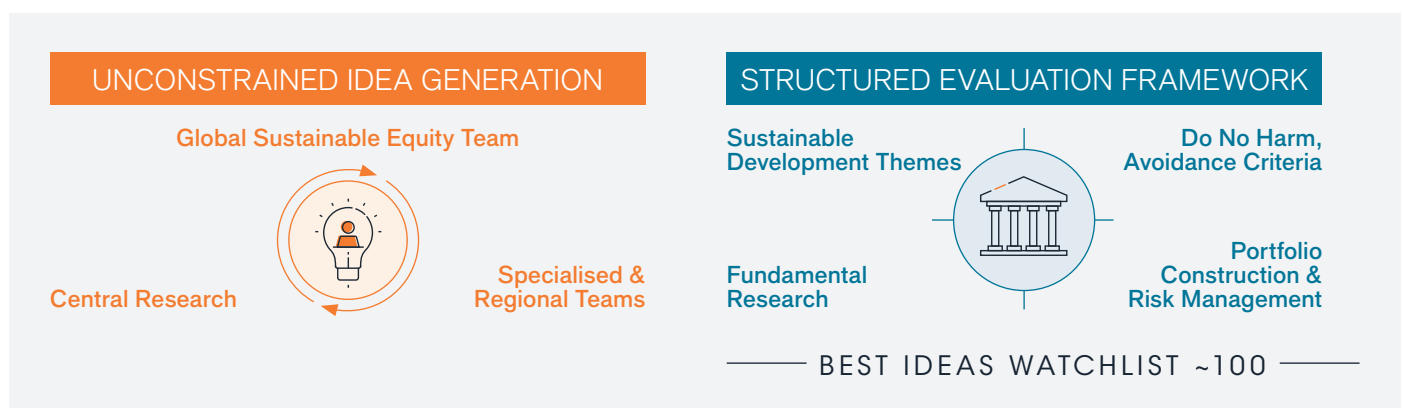 UNCONSTRAINED IDEA GENERATION
Global Sustainable Equity Team
Central Research
Specialised &
Regional Teams
STRUCTURED EVALUATION FRAMEWORK
Sustainable
Development Themes
Do No Harm,
Avoidance Criteria
Fundamental
Research
Portfolio
Construction &
Risk Management
BEST IDEAS WATCHLIST ~100